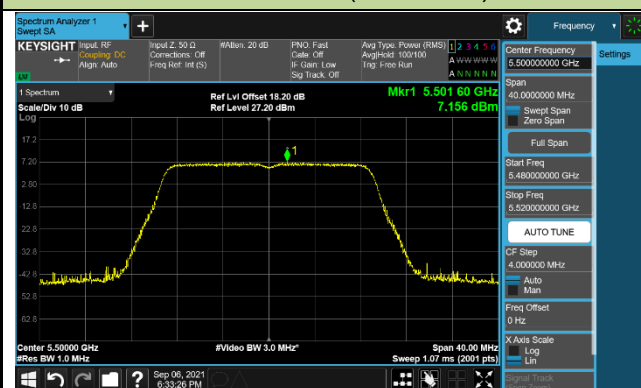 Spectrum Analyzer 1
Swept SA
+
Frequency
KEYSIGHT
Input: RF
Coupling: DC
Align: Auto
Input Z: 50 Ω
Corrections: Off
Freq Ref: Int (S)
#Atten: 20 dB
PNO: Fast
Gate: Off
IF Gain: Low
Sig Track: Off
Avg Type: Power (RMS)
Avg|Hold: 100/100
Trig: Free Run
1 2 3 4 5 6
A W W W W W
A N N N N N
LU
Center Frequency
5.500000000 GHz
Settings
Span
40.0000000 MHz
Swept Span
Zero Span
Full Span
Start Freq
5.480000000 GHz
Stop Freq
5.520000000 GHz
AUTO TUNE
CF Step
4.000000 MHz
Auto
Man
Freq Offset
0 Hz
X Axis Scale
Log
Lin
Signal Track
1 Spectrum
Scale/Div 10 dB
Log
Ref Lvl Offset 18.20 dB
Ref Level 27.20 dBm
Mkr1 5.501 60 GHz
7.156 dBm
1
17.2
7.20
-2.80
-12.8
-22.8
-32.8
-42.8
-52.8
-62.8
Center 5.50000 GHz
#Res BW 1.0 MHz
#Video BW 3.0 MHz*
Span 40.00 MHz
Sweep 1.07 ms (2001 pts)
?
Sep 06, 2021
6:33:26 PM